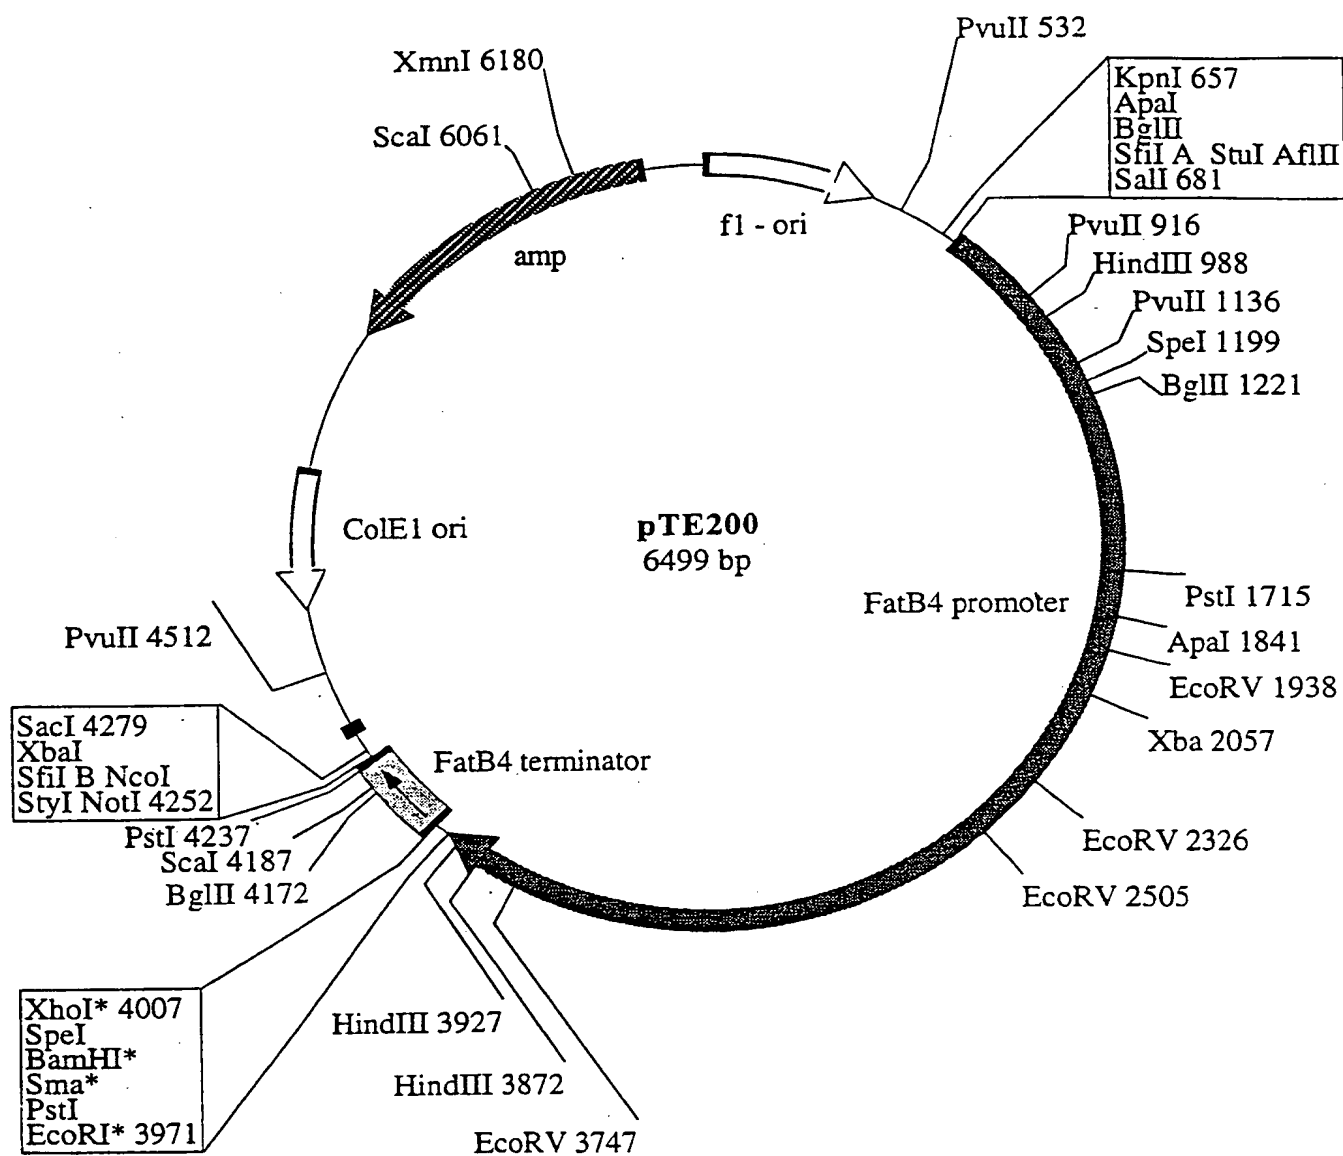 PvuII 532
XmnI 6180
KpnI 657
ApaI
BglII
SfiI A StuI AflII
SalI 681
ScaI 6061
f1 - ori
PvuII 916
amp
HindIII 988
PvuII 1136
SpeI 1199
BglII 1221
ColE1 ori
pTE200
6499 bp
FatB4 promoter
PstI 1715
PvuII 4512
ApaI 1841
EcoRV 1938
SacI 4279
XbaI
SfiI B NcoI
StyI NotI 4252
Xba 2057
FatB4 terminator
PstI 4237
ScaI 4187
BglII 4172
EcoRV 2326
EcoRV 2505
XhoI* 4007
SpeI
BamHI*
Sma*
PstI
EcoRI* 3971
HindIII 3927
HindIII 3872
EcoRV 3747